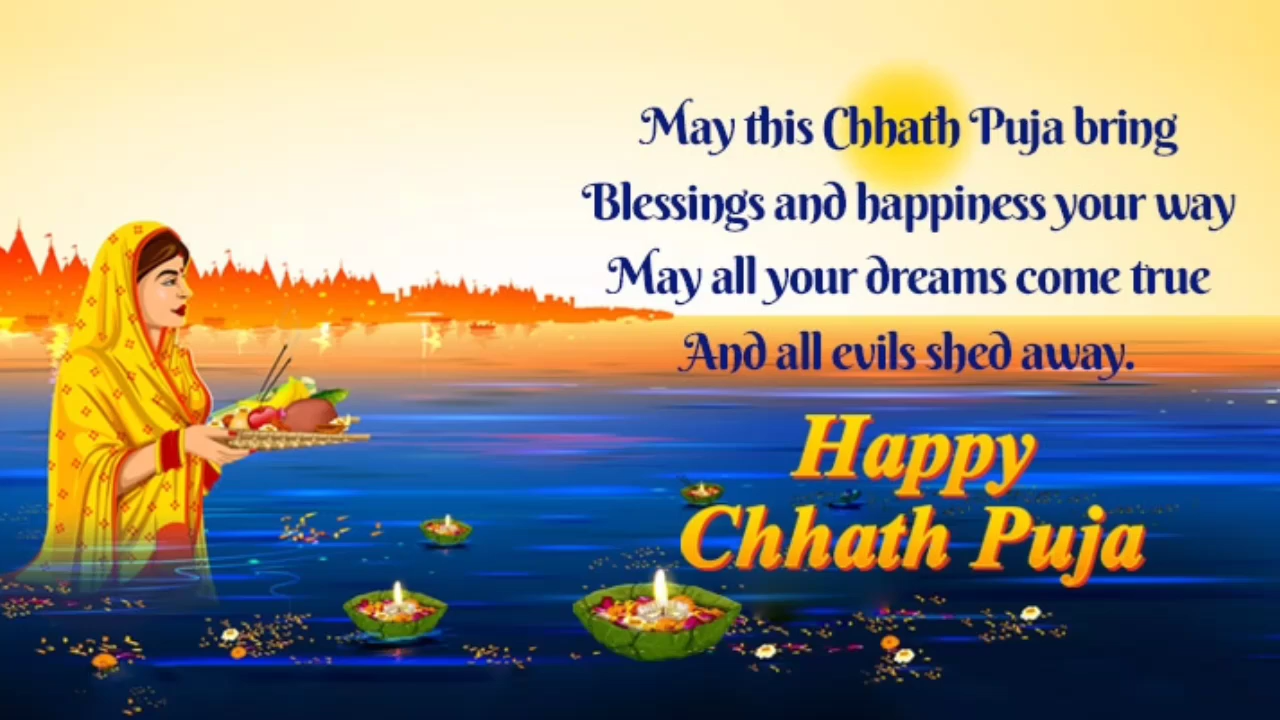 May this Chhath Puja bring
Blessings and happiness your way
May all your dreams come true
And all evils shed away.
Happy
Chhath Puja